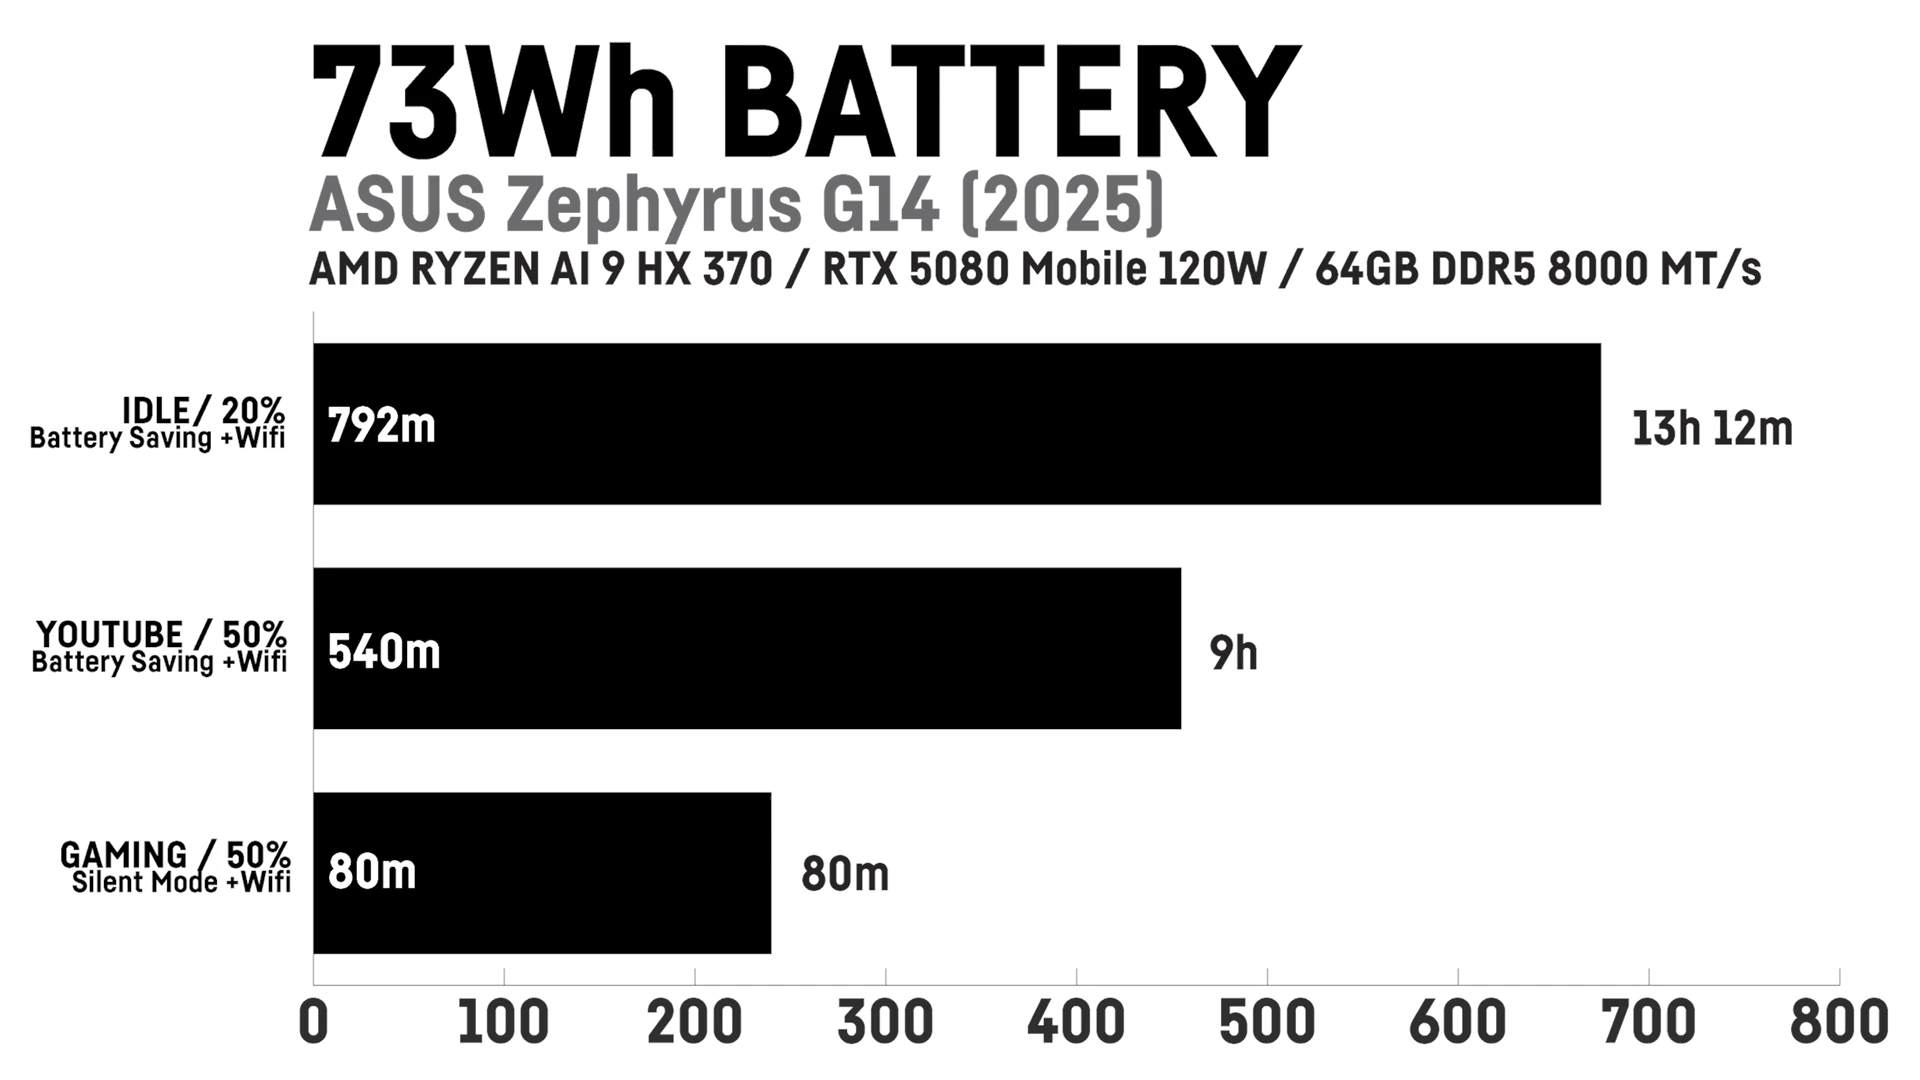 73Wh BATTERY
ASUS Zephyrus G14 (2025)
AMD RYZEN AI 9 HX 370 / RTX 5080 Mobile 120W / 64GB DDR5 8000 MT/s
IDLE/ 20%
Battery Saving +Wifi
792m
13h 12m
YOUTUBE / 50%
Battery Saving +Wifi
540m
9h
GAMING / 50%
Silent Mode +Wifi
80m
80m
0 100 200 300 400 500 600 700 800